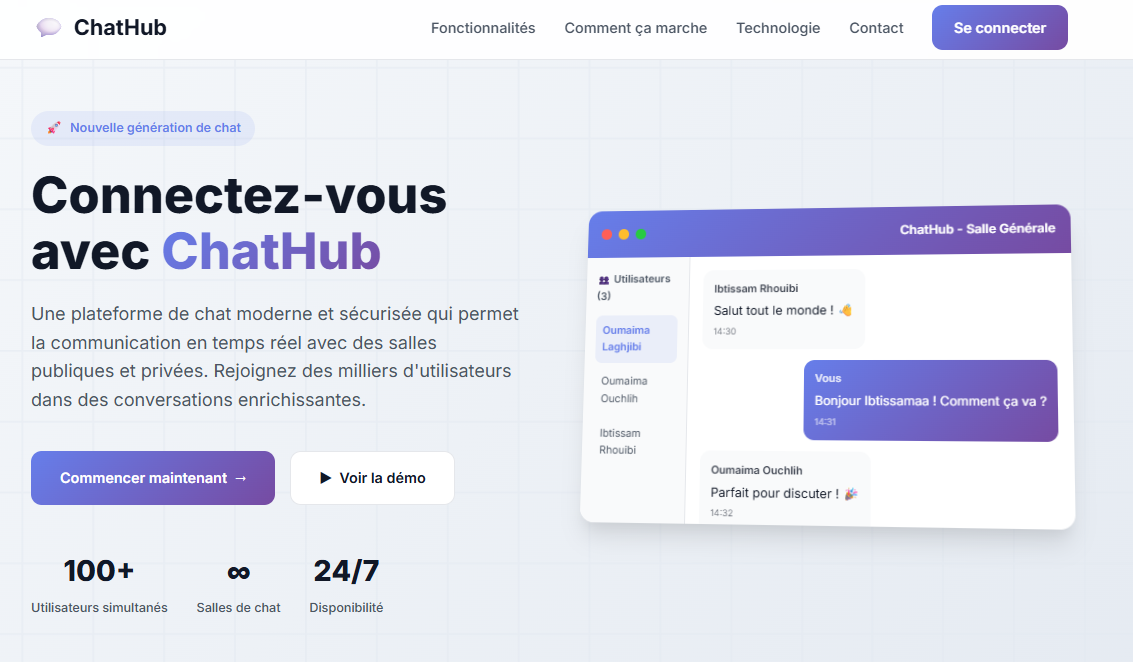 ChatHub
Fonctionnalités
Comment ça marche
Technologie
Contact
Se connecter
🚀 Nouvelle génération de chat
Connectez-vous
avec ChatHub
Une plateforme de chat moderne et sécurisée qui permet
la communication en temps réel avec des salles
publiques et privées. Rejoignez des milliers d'utilisateurs
dans des conversations enrichissantes.
Commencer maintenant →
▶ Voir la démo
100+
Utilisateurs simultanés
∞
Salles de chat
24/7
Disponibilité
ChatHub - Salle Générale
👥 Utilisateurs
(3)
Oumaima
Laghjibi
Oumaima
Ouchlih
Ibtissam
Rhouibi
Ibtissam Rhouibi
Salut tout le monde ! 👋
14:30
Vous
Bonjour Ibtissamaa ! Comment ça va ?
14:31
Oumaima Ouchlih
Parfait pour discuter ! 🎉
14:32